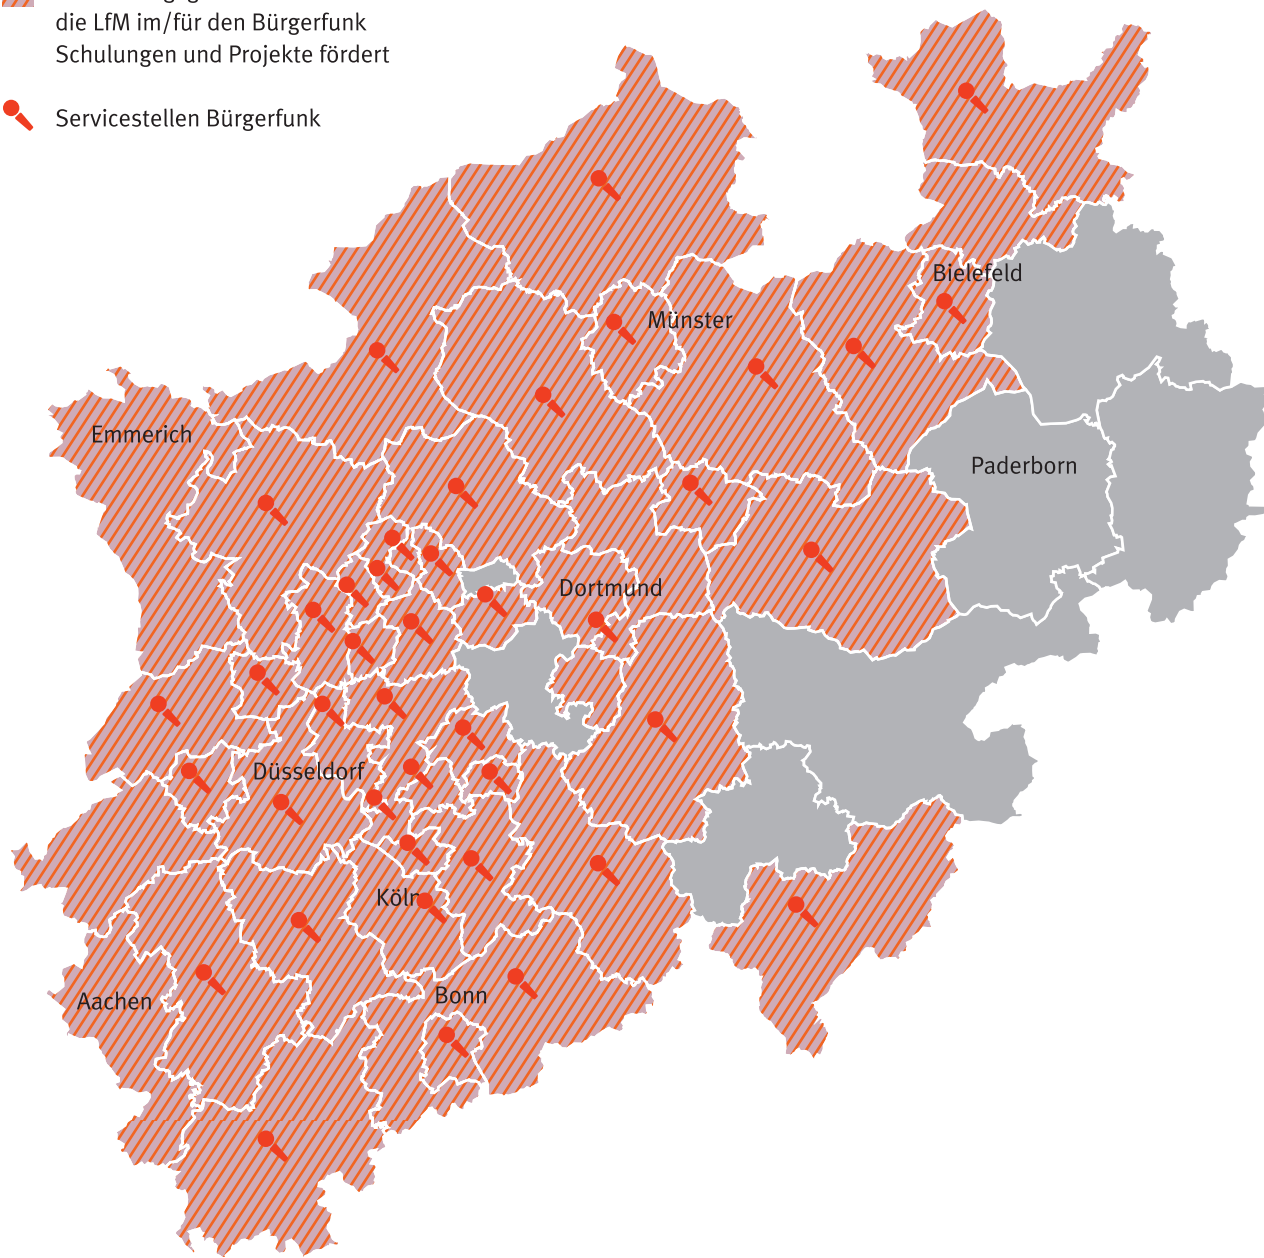 die LfM im/für den Bürgerfunk
Schulungen und Projekte fördert
Servicestellen Bürgerfunk
Bielefeld
Münster
Emmerich
Paderborn
Dortmund
Düsseldorf
Köln
Bonn
Aachen